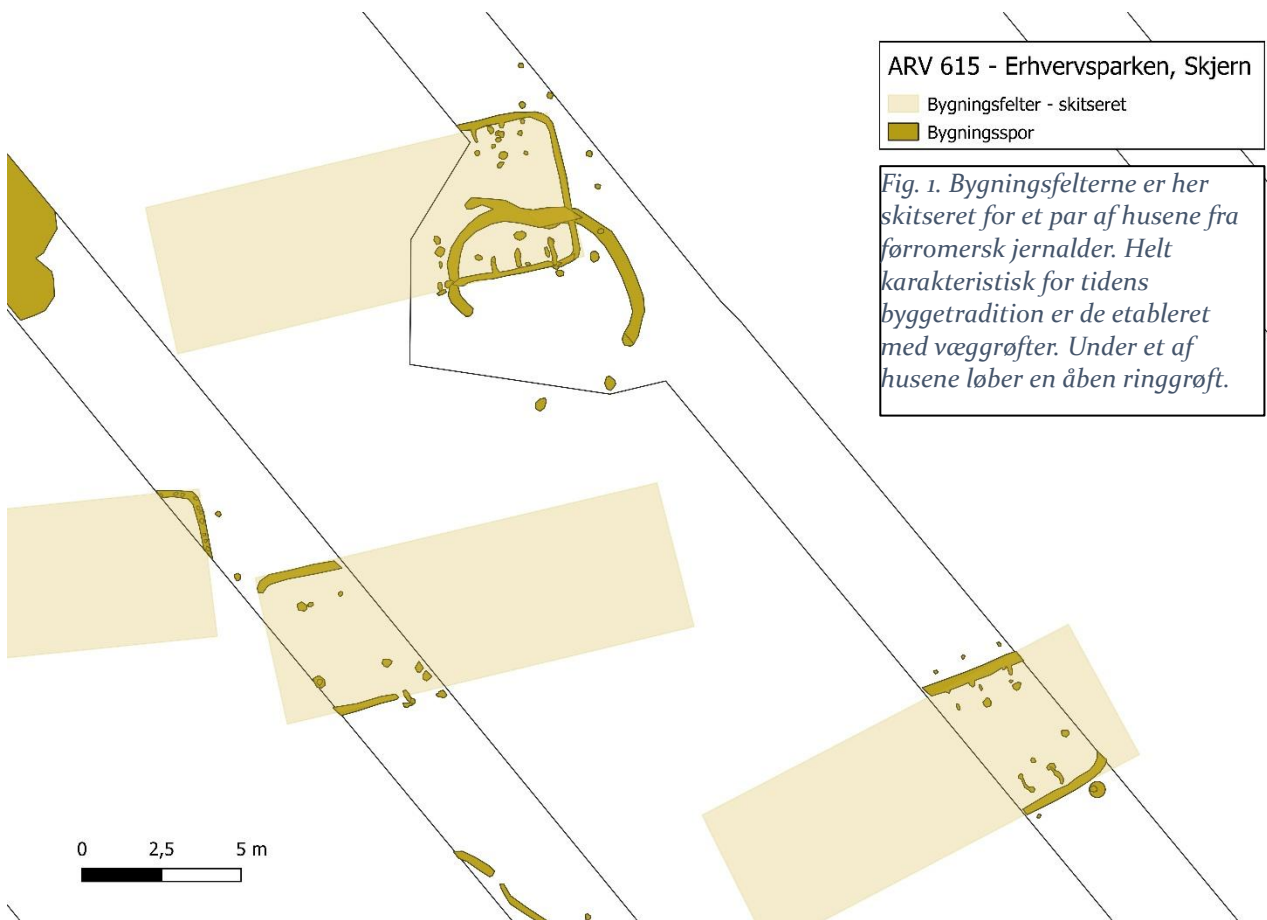 ARV 615 - Erhvervsparken, Skjern
Bygningsfelter - skitseret
Bygningsspor
Fig. 1. Bygningsfelterne er her
skitseret for et par af husene fra
førromersk jernalder. Helt
karakteristisk for tidens
byggetradition er de etableret
med væggrøfter. Under et af
husene løber en åben ringgrøft.
0 2,5 5 m